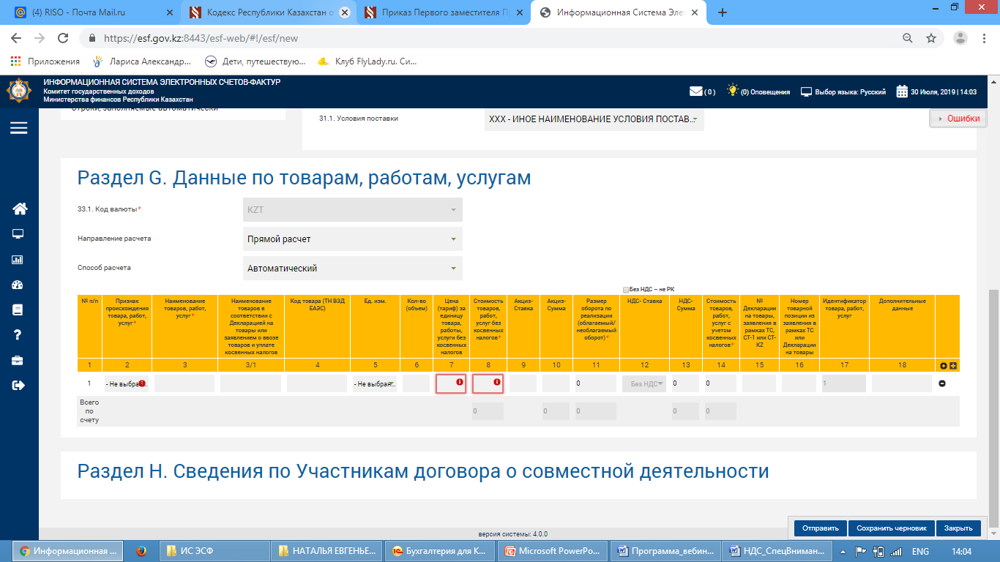 (4) RISO - Почта Mail.ru
Кодекс Республики Казахстан о
Приказ Первого заместителя П
Информационная Система Эле
https://esf.gov.kz:8443/esf-web/#!/esf/new
Приложения
Лариса Александр...
Дети, путешествую...
Клуб FlyLady.ru. Си...
ИНФОРМАЦИОННАЯ СИСТЕМА ЭЛЕКТРОННЫХ СЧЕТОВ-ФАКТУР
Комитет государственных доходов
Министерства финансов Республики Казахстан
( 0 )
(0) Оповещения
Выбор языка: Русский
30 Июля, 2019 | 14:03
Строки, заполняемые автоматически
31.1. Условия поставки
XXX - ИНОЕ НАИМЕНОВАНИЕ УСЛОВИЯ ПОСТАВ...
Ошибки
Раздел G. Данные по товарам, работам, услугам
33.1. Код валюты*
KZT
Направление расчета
Прямой расчет
Способ расчета
Автоматический
Без НДС – не РК
№ п/п
Признак
происхождения
товара, работ,
услуг*
Наименование
товаров, работ,
услуг*
Наименование
товаров в
соответствии с
Декларацией на
товары или
заявлением о ввозе
товаров и уплате
косвенных налогов
Код товара (ТН ВЭД
ЕАЭС)
Ед. изм.
Кол-во
(объем)
Цена
(тариф) за
единицу
товара,
работы,
услуги без
косвенных
налогов
Стоимость
товаров,
работ,
услуг без
косвенных
налогов*
Акциз-
Ставка
Акциз-
Сумма
Размер
оборота по
реализации
(облагаемый/
необлагаемый
оборот)*
НДС- Ставка
НДС-
Сумма
Стоимость
товаров,
работ,
услуг с
учетом
косвенных
налогов*
№
Декларации
на товары,
заявления в
рамках ТС,
СТ-1 или СТ-
KZ
Номер
товарной
позиции из
заявления в
рамках ТС
или
Декларации
на товары
Идентификатор
товара, работ,
услуг
Дополнительные
данные
1 2 3 3/1 4 5 6 7 8 9 10 11 12 13 14 15 16 17 18
1 - Не выбра... - Не выбран... 0 Без НДС 0 0 1
Всего
по
счету
0 0 0 0 0
Раздел H. Сведения по Участникам договора о совместной деятельности
Отправить
Сохранить черновик
Закрыть
версия системы: 4.0.0
Информационная ...
ИС ЭСФ
НАТАЛЬЯ ЕВГЕНЬЕ...
Бухгалтерия для К...
Microsoft PowerPo...
Программа_вебин...
НДС_СпецВниман...
ENG
14:04